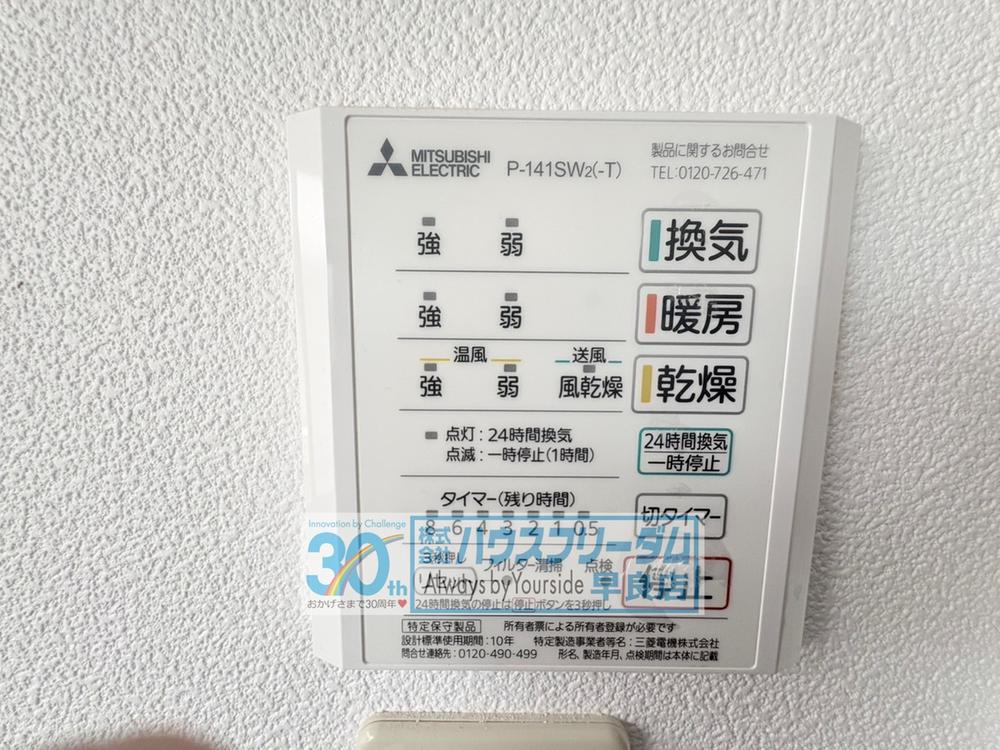 MITSUBISHI ELECTRIC
P-141SW2(-T)
製品に関するお問合せ
TEL:0120-726-471
強 弱 換気
強 弱 暖房
温風 送風
強 弱 風乾燥 乾燥
点灯:24時間換気
点滅:一時停止(1時間)
24時間換気
一時停止
タイマー(残り時間)
8 6 4 3 2 1 0.5
切タイマー
3秒押し フィルター清掃 点検
24時間換気の停止は停止ボタンを3秒押し
Innovation by Challenge
30th
おかげさまで30周年
株式会社ハウスフリーダム
Always by Yourside 早良店
特定保守製品 所有者票による所有者登録が必要です
設計標準使用期間:10年 特定製造事業者等名:三菱電機株式会社
問合せ連絡先:0120-490-499 形名、製造年月、点検期間は本体に記載